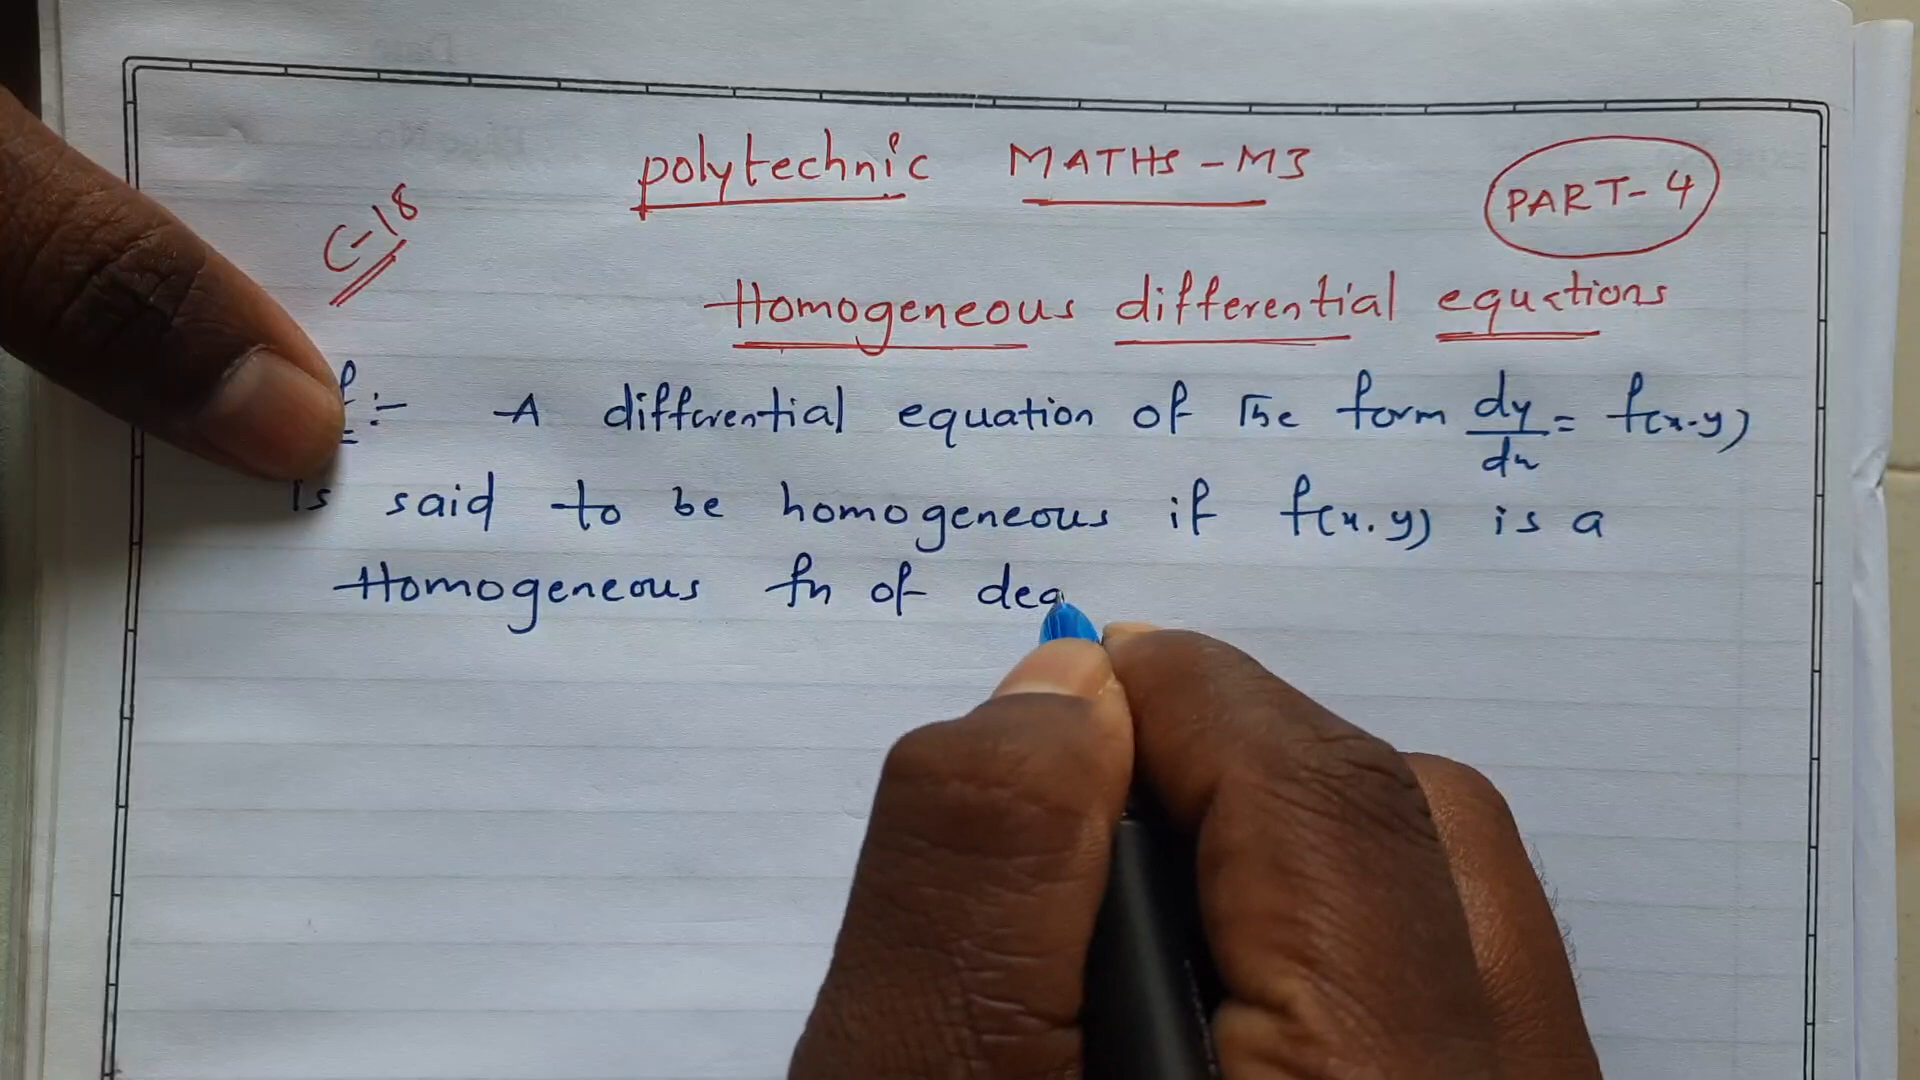 polytechnic MATHS - M3
PART - 4
C-18
Homogeneous differential equations
f :- A differential equation of The form dy/dx = f(x.y)
is said to be homogeneous if f(x.y) is a
Homogeneous fn of deg